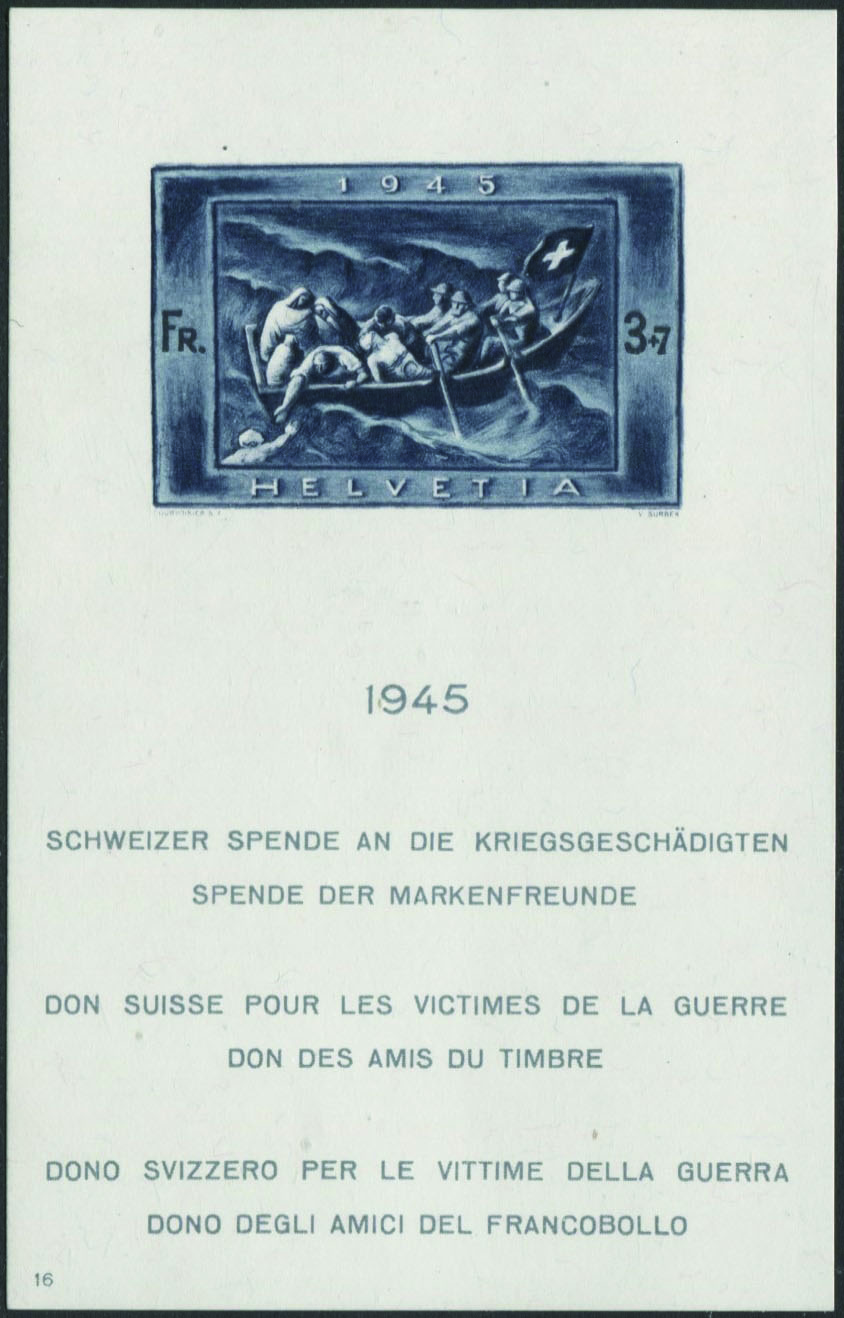 1945
FR. 3+7
HELVETIA
COURVOISIER S.A.
1945
SCHWEIZER SPENDE AN DIE KRIEGSGESCHÄDIGTEN
SPENDE DER MARKENFREUNDE
DON SUISSE POUR LES VICTIMES DE LA GUERRE
DON DES AMIS DU TIMBRE
DONO SVIZZERO PER LE VITTIME DELLA GUERRA
DONO DEGLI AMICI DEL FRANCOBOLLO
16